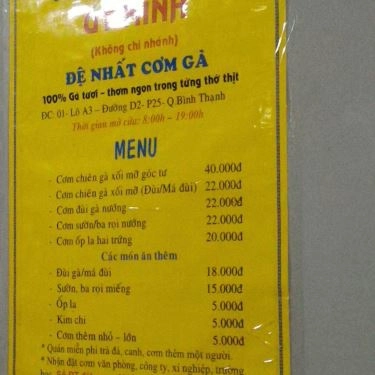 (Không chi nhánh)
ĐỆ NHẤT CƠM GÀ
100% Gà tươi - thơm ngon trong từng thớ thịt
ĐC: 01- Lô A3 – Đường D2- P25- Q.Bình Thạnh
Thời gian mở cửa: 8:00h – 19:00h
MENU
- Cơm chiên gà xối mỡ góc tư 40.000đ
- Cơm chiên gà xối mỡ (Đùi/Má đùi) 22.000đ
- Cơm đùi gà nướng 22.000đ
- Cơm sườn/ba rọi nướng 22.000đ
- Cơm ốp la hai trứng 20.000đ
Các món ăn thêm
- Đùi gà/má đùi 18.000đ
- Sườn, ba rọi miếng 15.000đ
- Ốp la 5.000đ
- Kim chi 5.000đ
- Cơm thêm nhỏ – lớn 5.000đ
* Quán miễn phí trà đá, canh, cơm thêm một người.
* Nhận đặt cơm văn phòng, công ty, xí nghiệp, trường